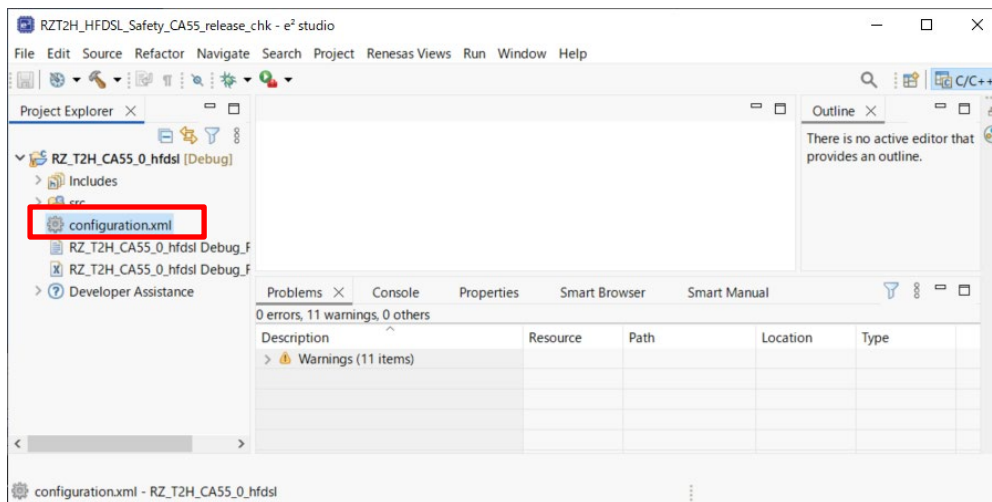 RZT2H_HFDSL_Safety_CA55_release_chk - e² studio
File Edit Source Refactor Navigate Search Project Renesas Views Run Window Help
C/C++
Project Explorer
RZ_T2H_CA55_0_hfdsl [Debug]
Includes
src
configuration.xml
RZ_T2H_CA55_0_hfdsl Debug_F
RZ_T2H_CA55_0_hfdsl Debug_F
Developer Assistance
Outline
There is no active editor that
provides an outline.
Problems Console Properties Smart Browser Smart Manual
0 errors, 11 warnings, 0 others
Description Resource Path Location Type
Warnings (11 items)
configuration.xml - RZ_T2H_CA55_0_hfdsl